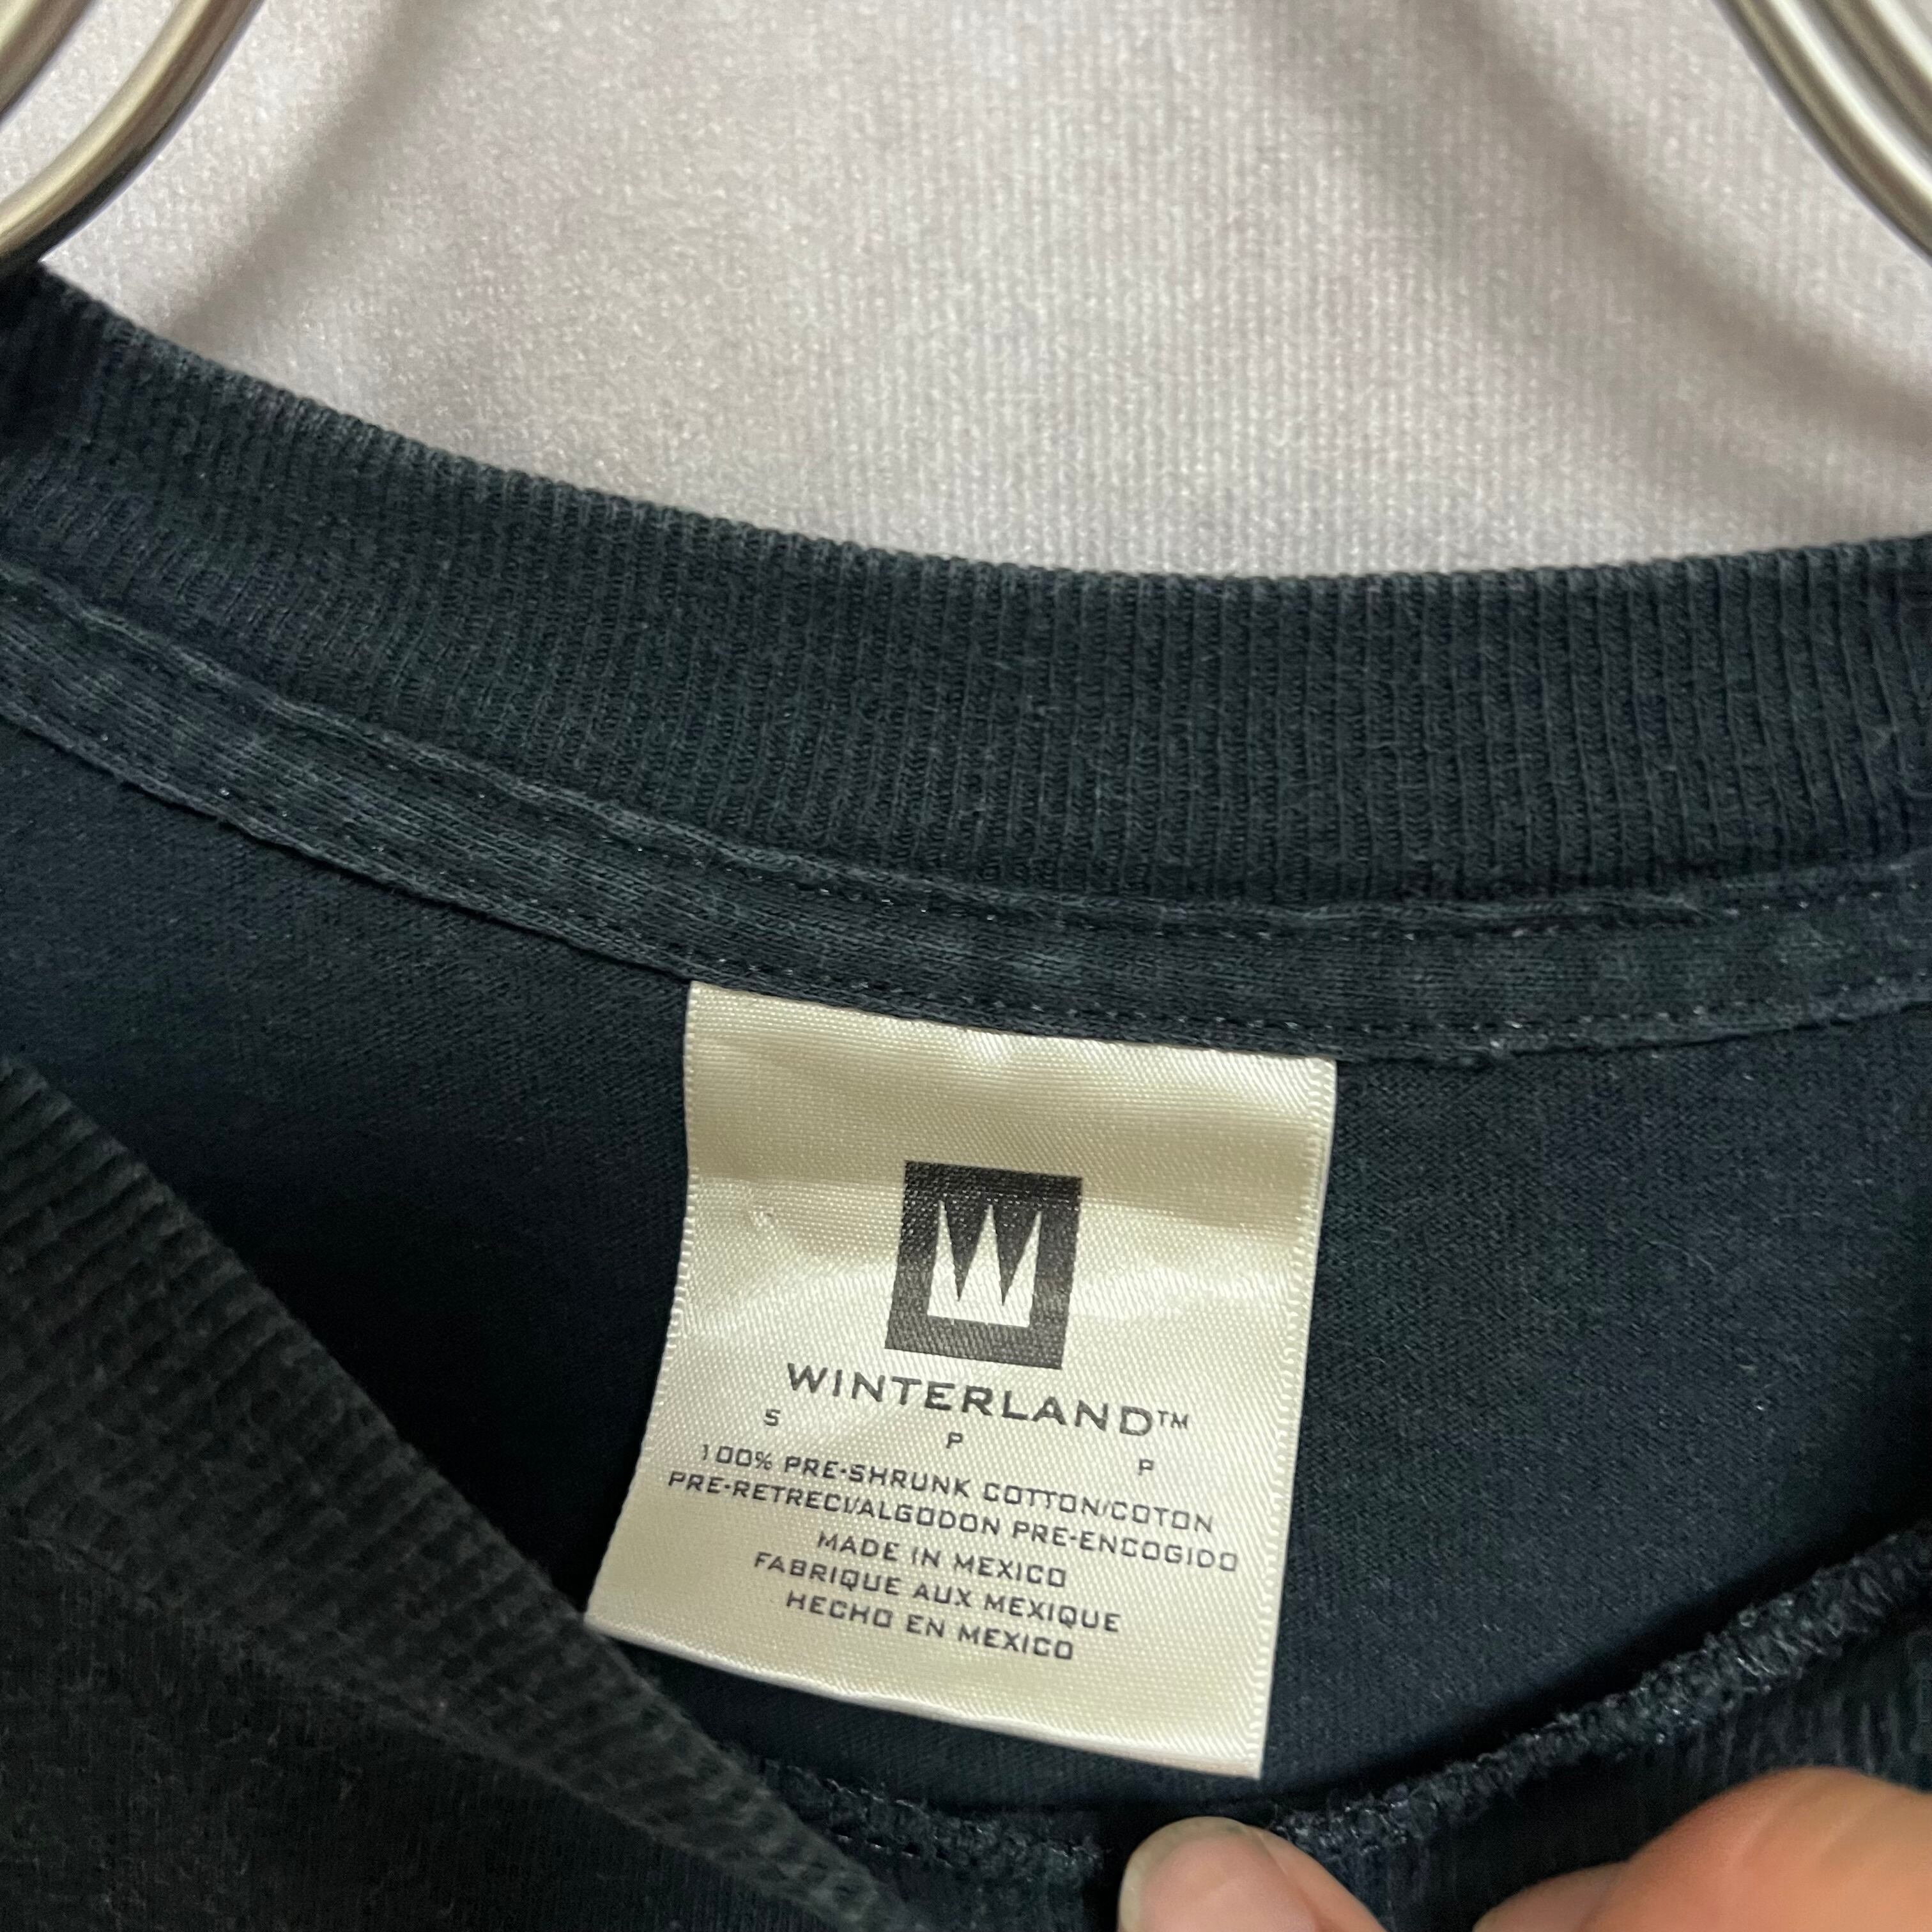 WINTERLAND™
S P P
100% PRE-SHRUNK COTTON/COTON
PRE-RETRECI/ALGODON PRE-ENCOGIDO
MADE IN MEXICO
FABRIQUE AUX MEXIQUE
HECHO EN MEXICO